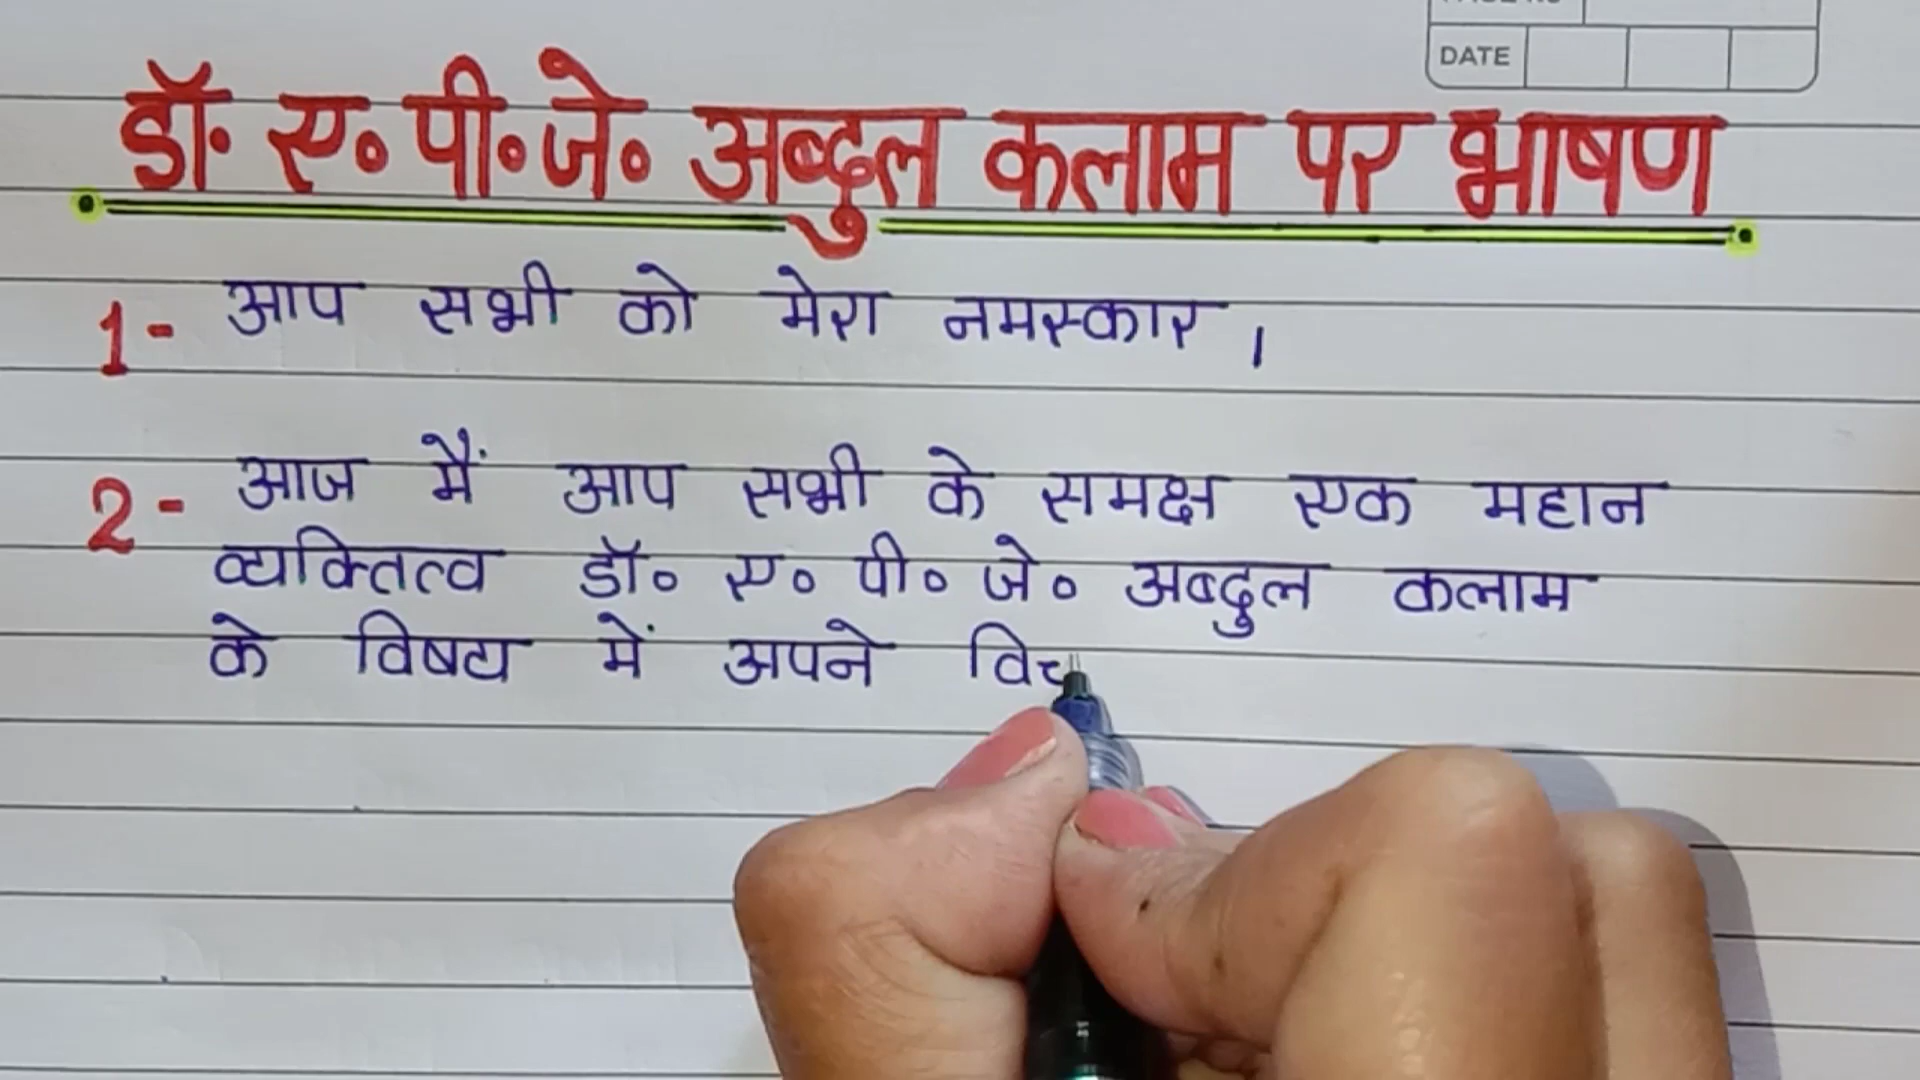 DATE
डॉ. ए॰ पी॰ जे॰ अब्दुल कलाम पर भाषण
1- आप सभी को मेरा नमस्कार ।
2- आज मैं आप सभी के समक्ष एक महान
व्यक्तित्व डॉ॰ ए॰ पी॰ जे॰ अब्दुल कलाम
के विषय में अपने विच